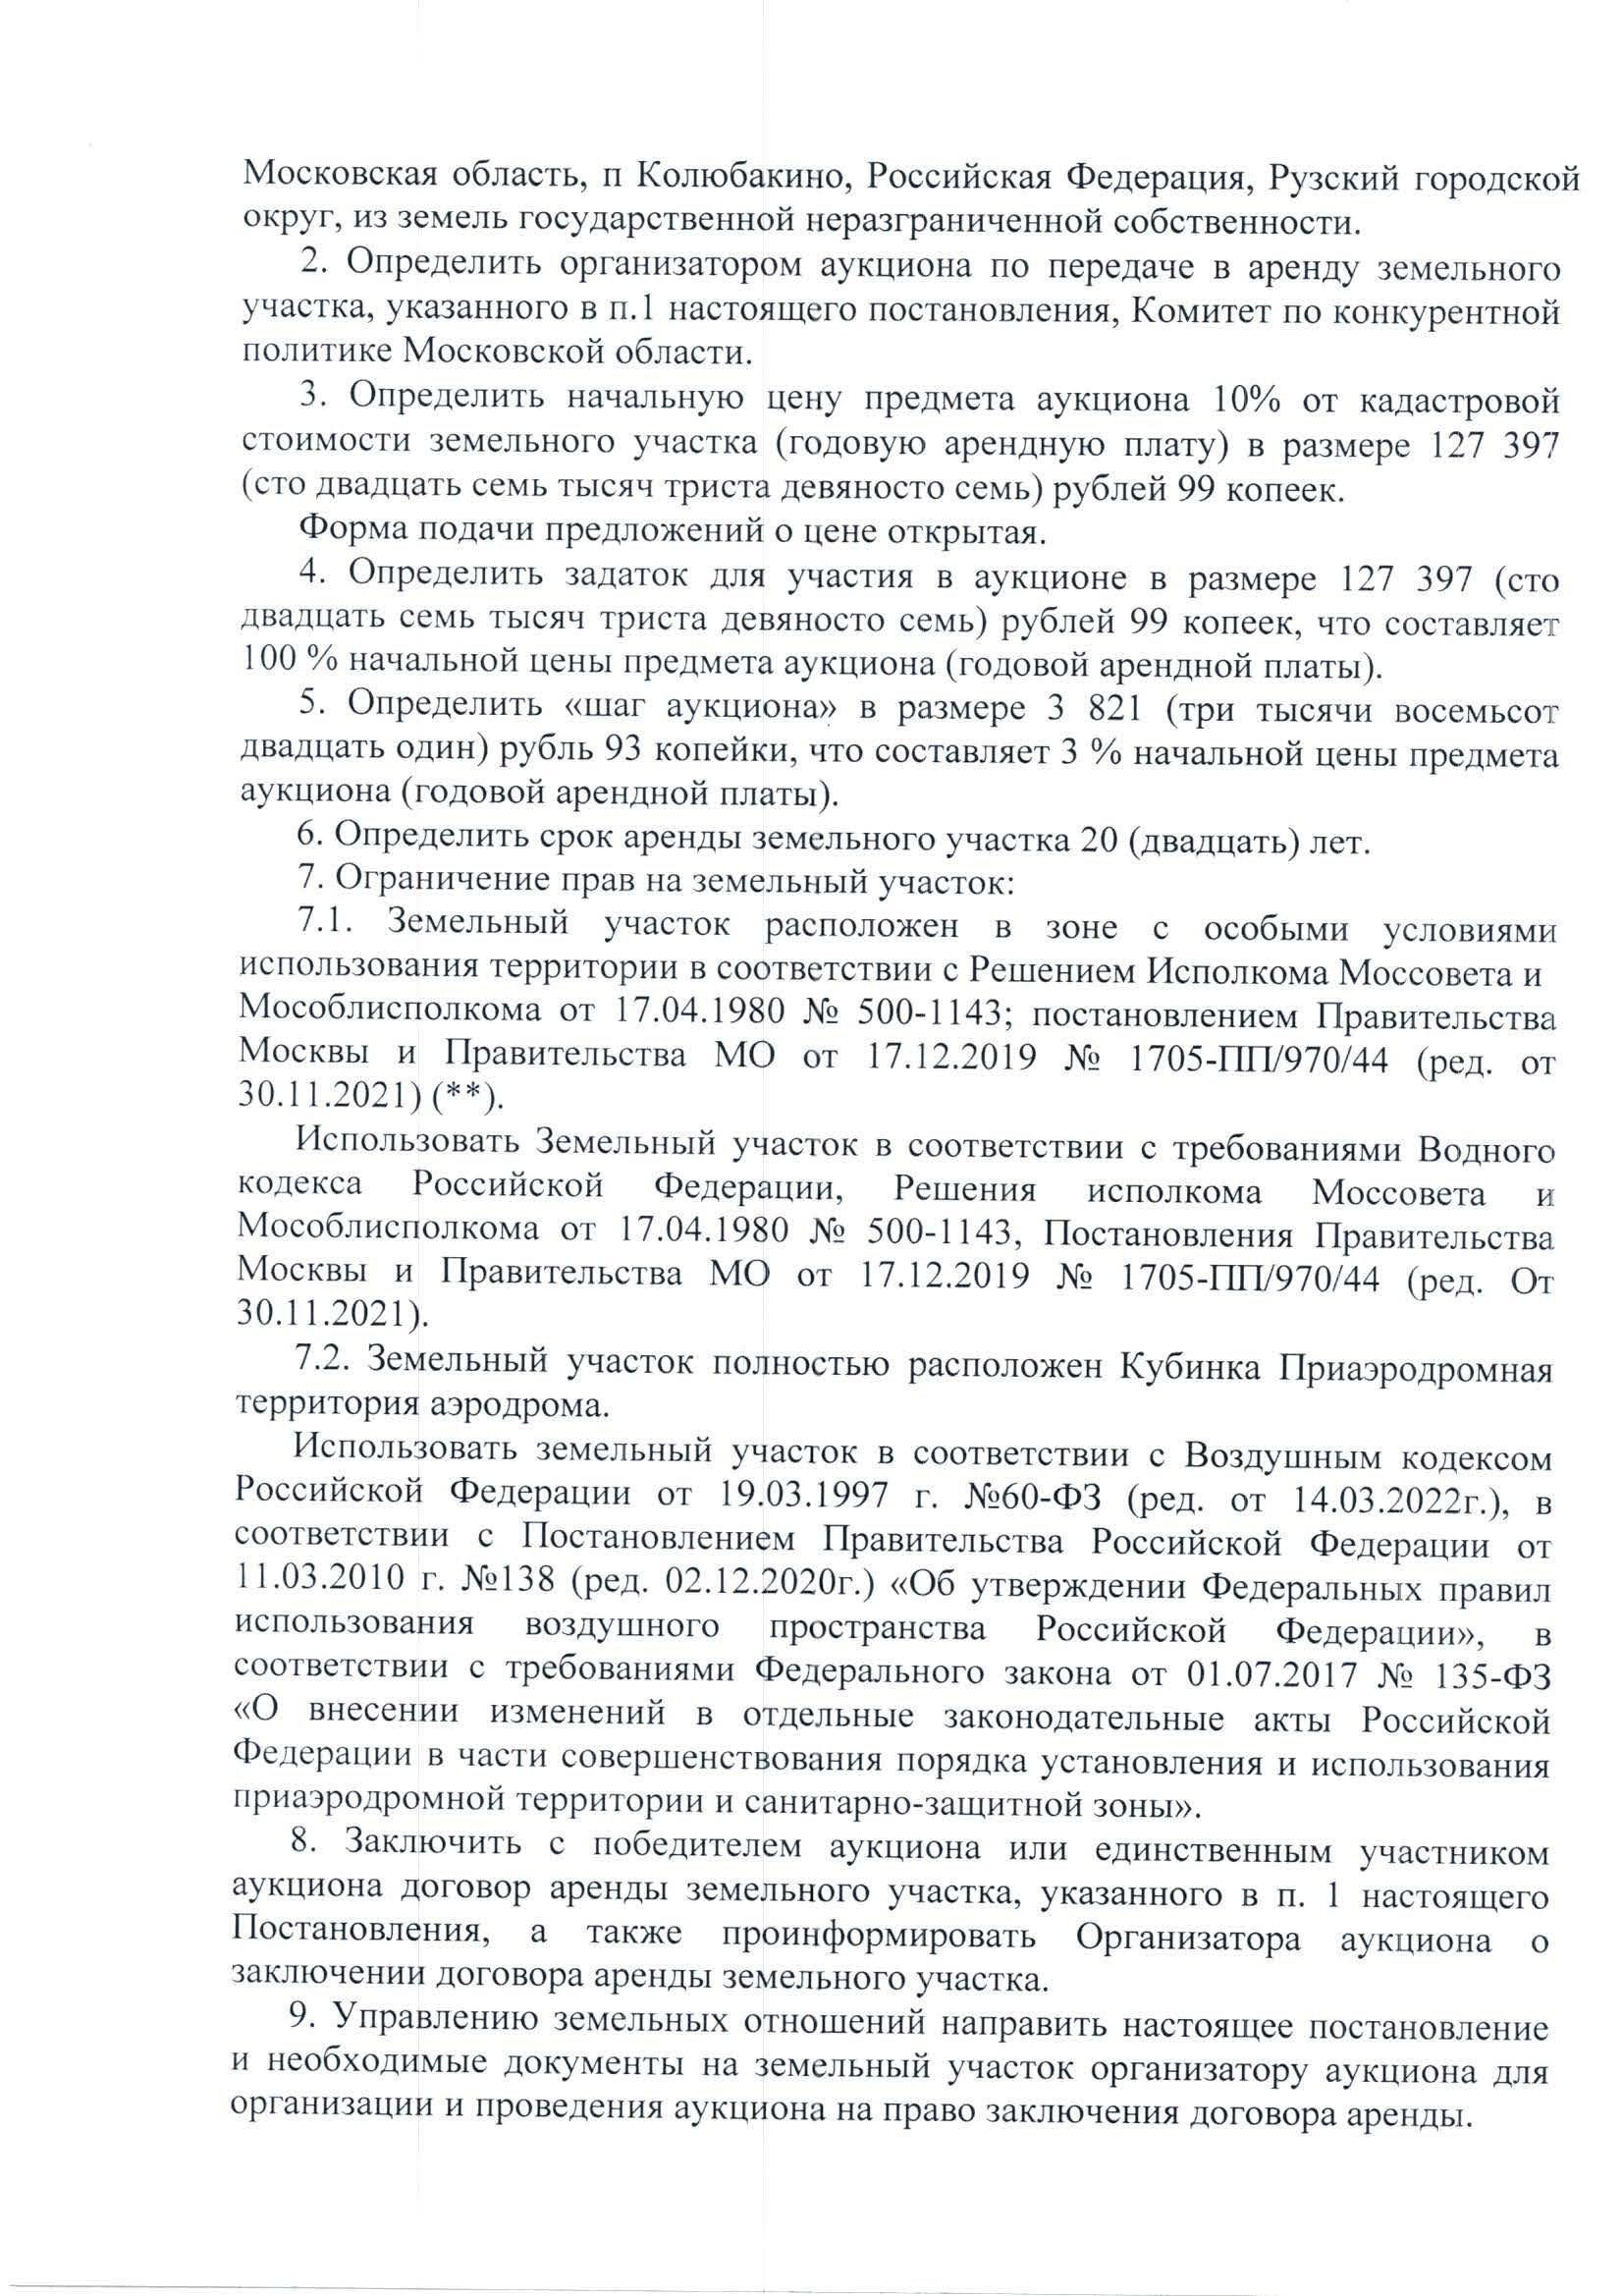 Московская область, п Колюбакино, Российская Федерация, Рузский городской
округ, из земель государственной неразграниченной собственности.
2. Определить организатором аукциона по передаче в аренду земельного
участка, указанного в п.1 настоящего постановления, Комитет по конкурентной
политике Московской области.
3. Определить начальную цену предмета аукциона 10% от кадастровой
стоимости земельного участка (годовую арендную плату) в размере 127 397
(сто двадцать семь тысяч триста девяносто семь) рублей 99 копеек.
Форма подачи предложений о цене открытая.
4. Определить задаток для участия в аукционе в размере 127 397 (сто
двадцать семь тысяч триста девяносто семь) рублей 99 копеек, что составляет
100 % начальной цены предмета аукциона (годовой арендной платы).
5. Определить «шаг аукциона» в размере 3 821 (три тысячи восемьсот
двадцать один) рубль 93 копейки, что составляет 3 % начальной цены предмета
аукциона (годовой арендной платы).
6. Определить срок аренды земельного участка 20 (двадцать) лет.
7. Ограничение прав на земельный участок:
7.1. Земельный участок расположен в зоне с особыми условиями
использования территории в соответствии с Решением Исполкома Моссовета и
Мособлисполкома от 17.04.1980 № 500-1143; постановлением Правительства
Москвы и Правительства МО от 17.12.2019 № 1705-ПП/970/44 (ред. от
30.11.2021) (**).
Использовать Земельный участок в соответствии с требованиями Водного
кодекса Российской Федерации, Решения исполкома Моссовета и
Мособлисполкома от 17.04.1980 № 500-1143, Постановления Правительства
Москвы и Правительства МО от 17.12.2019 № 1705-ПП/970/44 (ред. От
30.11.2021).
7.2. Земельный участок полностью расположен Кубинка Приаэродромная
территория аэродрома.
Использовать земельный участок в соответствии с Воздушным кодексом
Российской Федерации от 19.03.1997 г. №60-ФЗ (ред. от 14.03.2022г.), в
соответствии с Постановлением Правительства Российской Федерации от
11.03.2010 г. №138 (ред. 02.12.2020г.) «Об утверждении Федеральных правил
использования воздушного пространства Российской Федерации», в
соответствии с требованиями Федерального закона от 01.07.2017 № 135-ФЗ
«О внесении изменений в отдельные законодательные акты Российской
Федерации в части совершенствования порядка установления и использования
приаэродромной территории и санитарно-защитной зоны».
8. Заключить с победителем аукциона или единственным участником
аукциона договор аренды земельного участка, указанного в п. 1 настоящего
Постановления, а также проинформировать Организатора аукциона о
заключении договора аренды земельного участка.
9. Управлению земельных отношений направить настоящее постановление
и необходимые документы на земельный участок организатору аукциона для
организации и проведения аукциона на право заключения договора аренды.